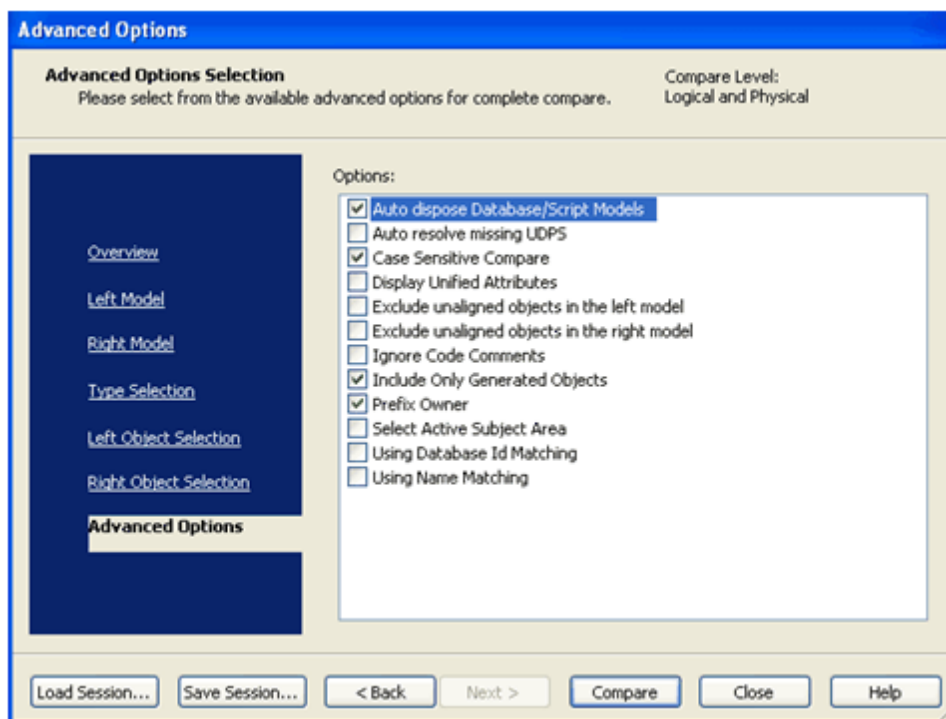 Advanced Options
Advanced Options Selection
Please select from the available advanced options for complete compare.
Compare Level:
Logical and Physical
Overview
Left Model
Right Model
Type Selection
Left Object Selection
Right Object Selection
Advanced Options
Options:
Auto dispose Database/Script Models
Auto resolve missing UDPS
Case Sensitive Compare
Display Unified Attributes
Exclude unaligned objects in the left model
Exclude unaligned objects in the right model
Ignore Code Comments
Include Only Generated Objects
Prefix Owner
Select Active Subject Area
Using Database Id Matching
Using Name Matching
Load Session...
Save Session...
< Back
Next >
Compare
Close
Help